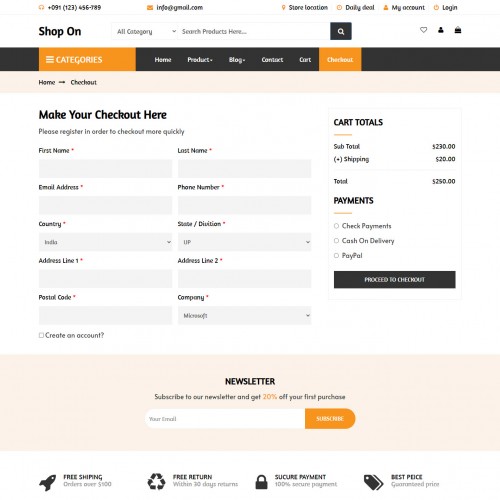 +091 (123) 456-789 info@gmail.com Store location Daily deal My account Login
Shop On All Category Search Products Here....
CATEGORIES Home Product Blog Contact Cart Checkout
Home Checkout
Make Your Checkout Here
Please register in order to checkout more quickly
First Name * Last Name *
Email Address * Phone Number *
Country * State / Divition *
India UP
Address Line 1 * Address Line 2 *
Postal Code * Company *
Microsoft
Create an account?
CART TOTALS
Sub Total $230.00
(+) Shipping $20.00
Total $250.00
PAYMENTS
Check Payments
Cash On Delivery
PayPal
PROCEED TO CHECKOUT
NEWSLETTER
Subscribe to our newsletter and get 20% off your first purchase
Your Email SUBSCRIBE
FREE SHIPING FREE RETURN SUCURE PAYMENT BEST PEICE
Orders over $100 Within 30 days returns 100% secure payment Guaranteed price